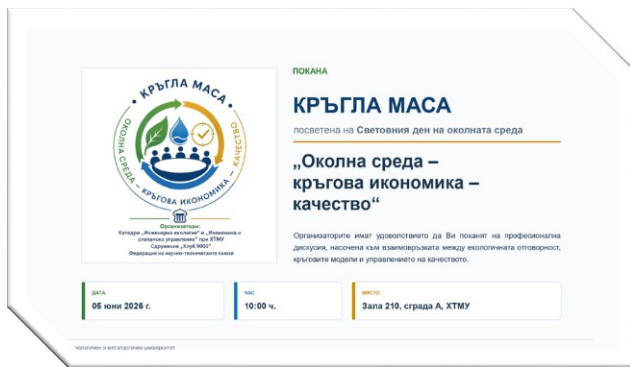 ПОКАНА
КРЪГЛА МАСА
посветена на Световния ден на околната среда
„Околна среда –
кръгова икономика –
качество“
Организаторите имат удоволствието да Ви поканят на професионална
дискусия, насочена към взаимовръзката между екологичната отговорност,
кръговите модели и управлението на качеството.
• КРЪГЛА МАСА •
ОКОЛНА СРЕДА – КРЪГОВА ИКОНОМИКА – КАЧЕСТВО
Организатори:
Катедри „Инженерна екология“ и „Икономика и
стопанско управление“ при ХТМУ
Сдружение „Клуб 9000“
Федерация на научно-техническите съюзи
ДАТА
05 юни 2026 г.
ЧАС
10:00 ч.
МЯСТО
Зала 210, сграда А, ХТМУ
и металургичен университет